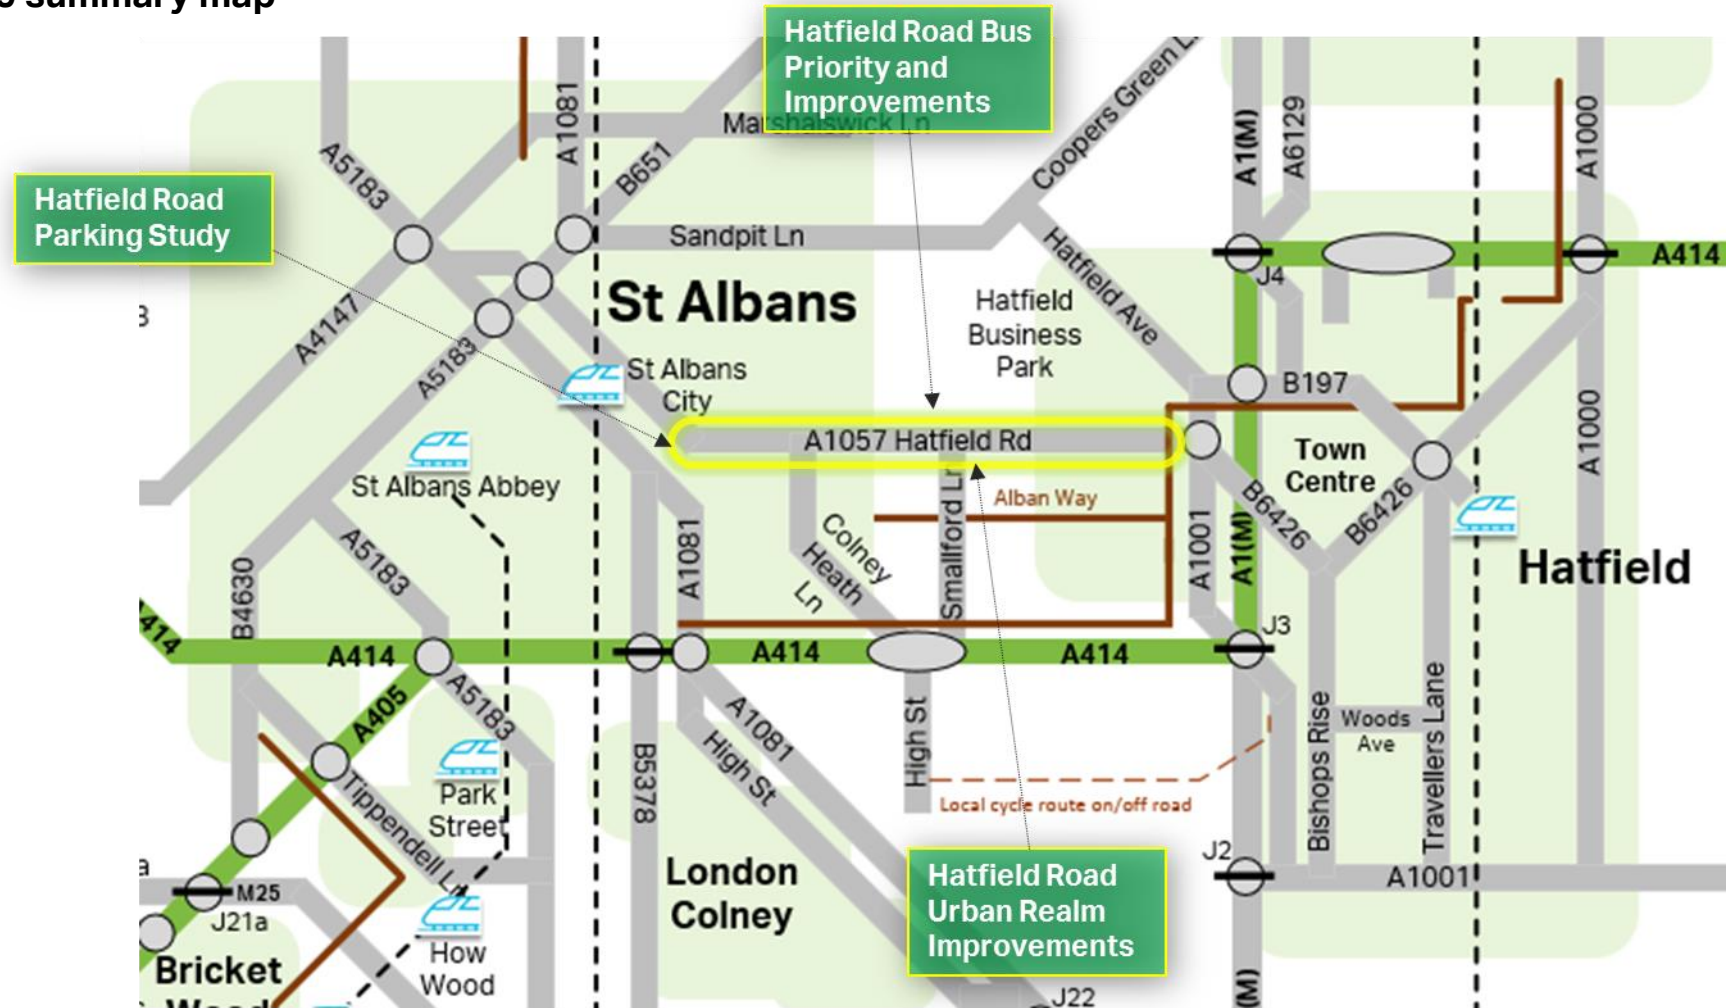 summary map
Hatfield Road Bus
Priority and
Improvements
Hatfield Road
Parking Study
A5183
A1081
B651
Marshalswick Ln
Coopers Green L
A1(M)
A6129
A1000
Sandpit Ln
A414
J4
A4147
A5183
St Albans
Hatfield
Business
Park
Hatfield Ave
St Albans
City
B197
A1057 Hatfield Rd
Town
Centre
A1000
St Albans Abbey
Alban Way
Smallford Ln
Colney
Heath
Ln
A1081
A1001
A1(M)
B6426
B6426
Hatfield
A5183
B4630
414
A414
A414
A414
J3
A405
A5183
A1081
High St
High St
B5378
Park
Street
Tippendell Ln
Local cycle route on/off road
Bishops Rise
Woods
Ave
Travellers Lane
J2
A1001
a
M25
J21a
London
Colney
Hatfield Road
Urban Realm
Improvements
How
Wood
Bricket
Wood
J22
(M)